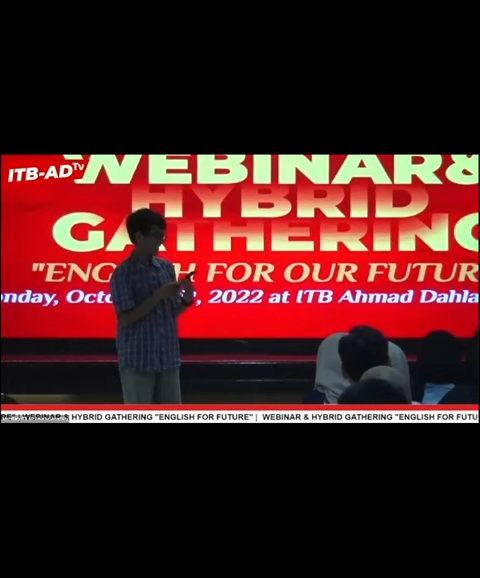 ITB-AD TV
WEBINAR&
HYBRID
GATHERING
"ENGLISH FOR OUR FUTUR
nday, Octo 2022 at ITB Ahmad Dahla
WEBINAR & HYBRID GATHERING "ENGLISH FOR FUTURE" | WEBINAR & HYBRID GATHERING "ENGLISH FOR FUTU